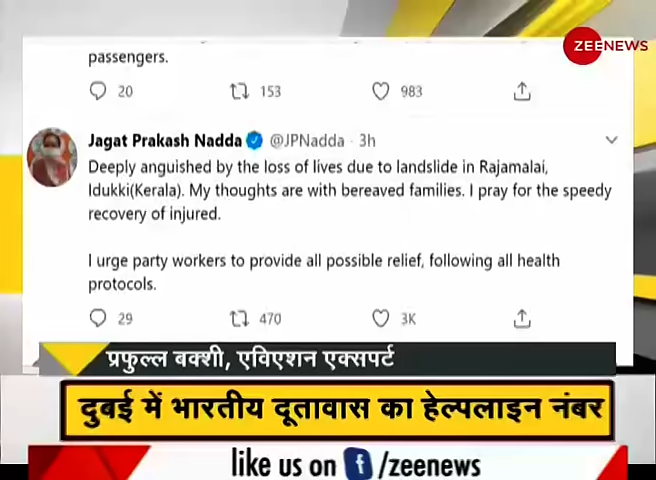 passengers.
ZEENEWS
20 153 983
Jagat Prakash Nadda @JPNadda · 3h
Deeply anguished by the loss of lives due to landslide in Rajamalai,
Idukki(Kerala). My thoughts are with bereaved families. I pray for the speedy
recovery of injured.
I urge party workers to provide all possible relief, following all health
protocols.
29 470 3K
प्रफुल्ल बक्शी, एविएशन एक्सपर्ट
दुबई में भारतीय दूतावास का हेल्पलाइन नंबर
like us on f /zeenews